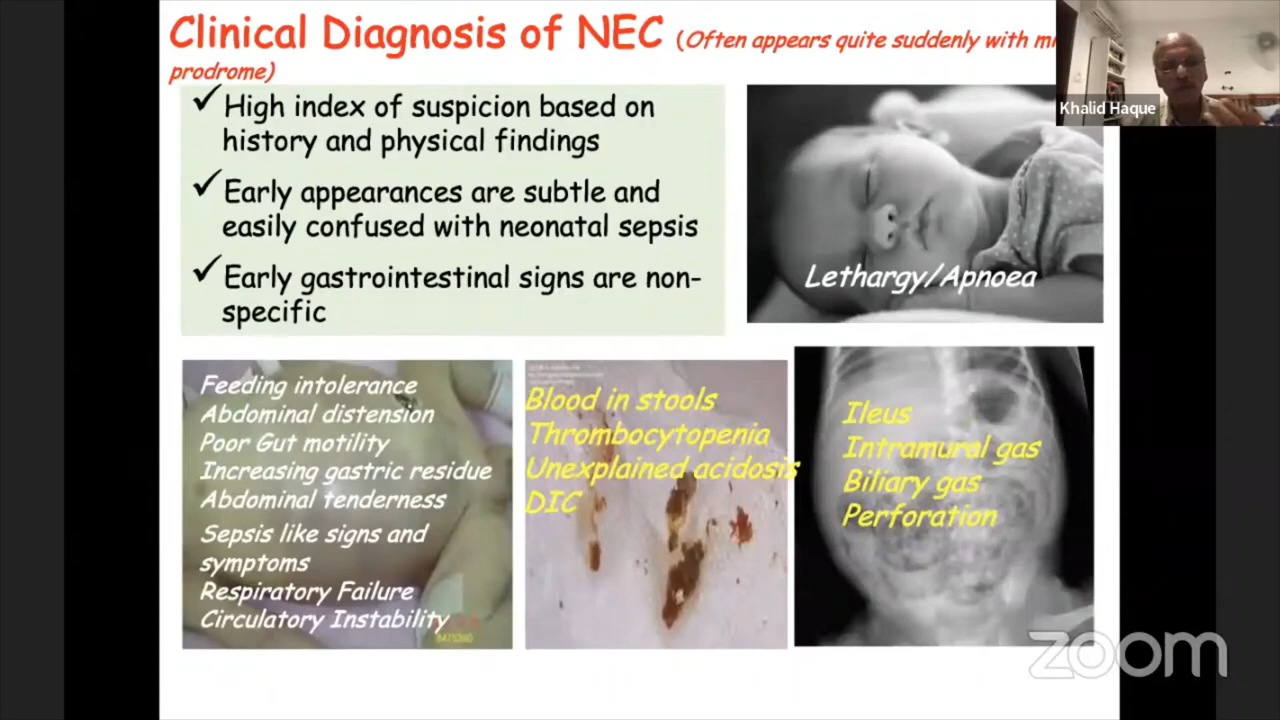 Clinical Diagnosis of NEC (Often appears quite suddenly with
prodrome)
Khalid Haque
✓High index of suspicion based on
history and physical findings
✓Early appearances are subtle and
easily confused with neonatal sepsis
✓Early gastrointestinal signs are non-
specific
Lethargy/Apnoea
Feeding intolerance
Abdominal distension
Poor Gut motility
Increasing gastric residue
Abdominal tenderness
Sepsis like signs and
symptoms
Respiratory Failure
Circulatory Instability
Blood in stools
Thrombocytopenia
Unexplained acidosis
DIC
Ileus
Intramural gas
Biliary gas
Perforation
zoom